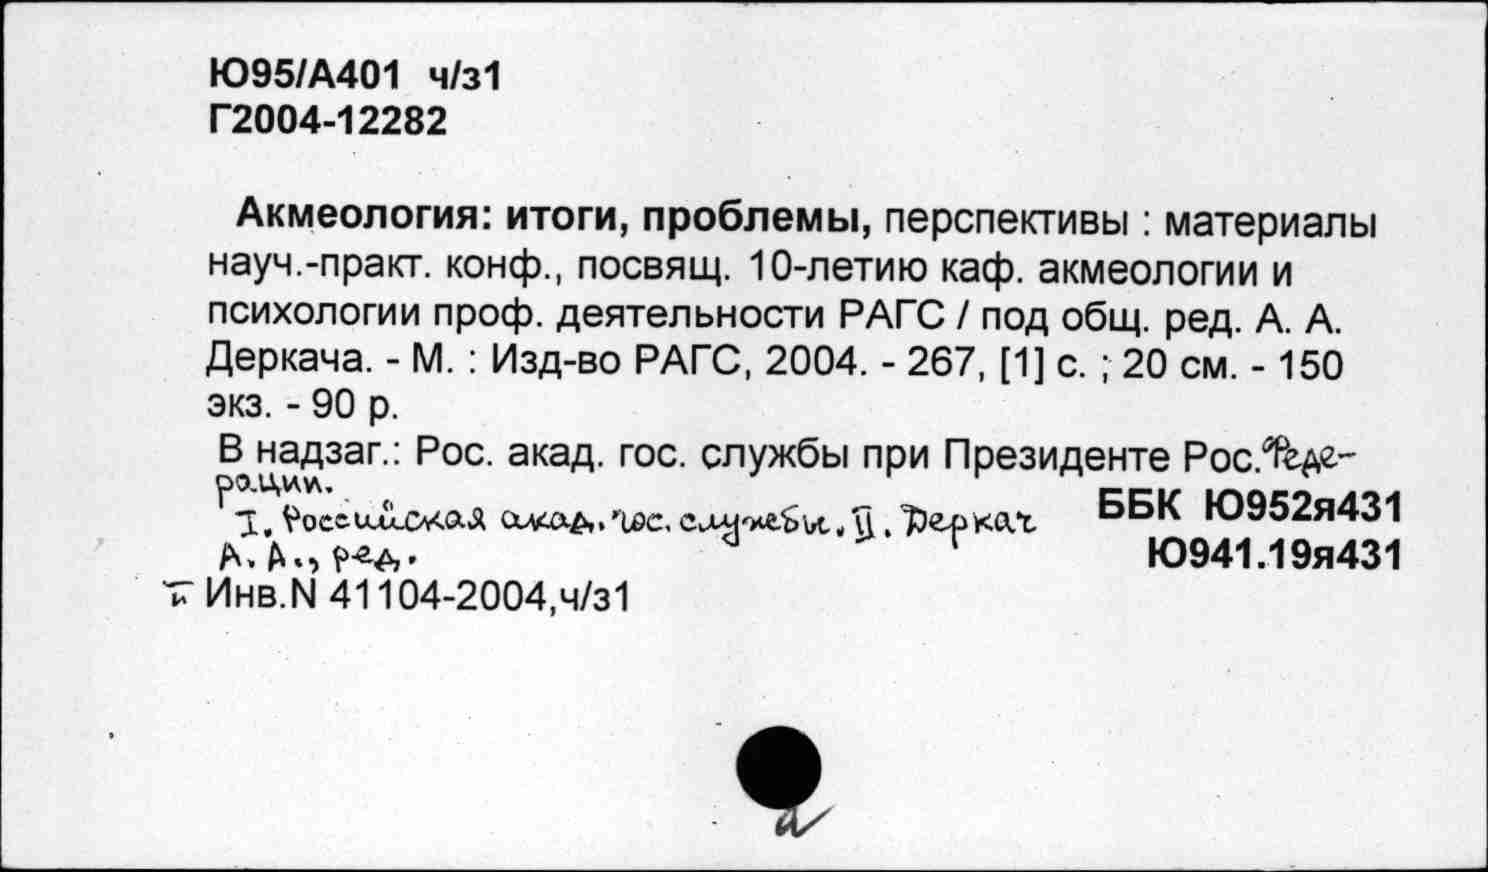 Ю95/А401 ч/з1
Г2004-12282
Акмеология: итоги, проблемы, перспективы : материалы
науч.-практ. конф., посвящ. 10-летию каф. акмеологии и
психологии проф. деятельности РАГС / под общ. ред. А. А.
Деркача. - М. : Изд-во РАГС, 2004. - 267, [1] с. ; 20 см. - 150
экз. - 90 р.
В надзаг.: Рос. акад. гос. службы при Президенте Рос. Феде-
рации.
I. Российская акад. гос. службы. II. Деркач
А. А., ред.
ББК Ю952я431
Ю941.19я431
Инв.N 41104-2004,ч/з1